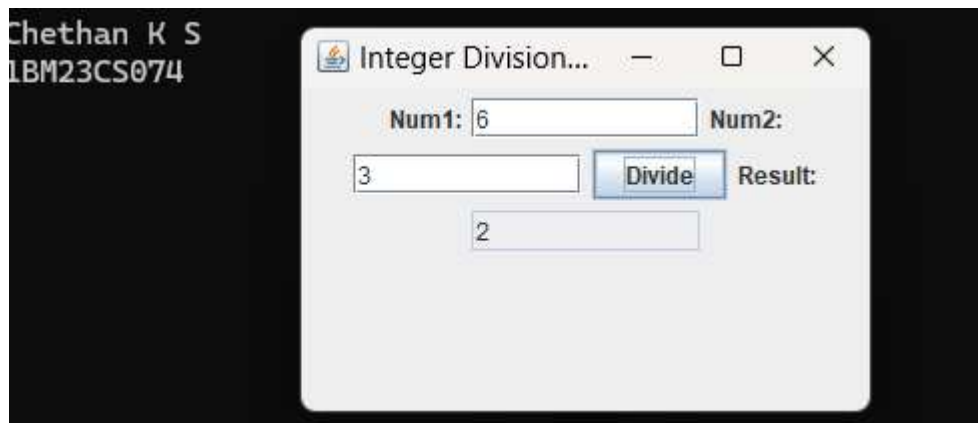 Chethan K S
1BM23CS074
Integer Division...
Num1: 6 Num2:
3 Divide Result:
2